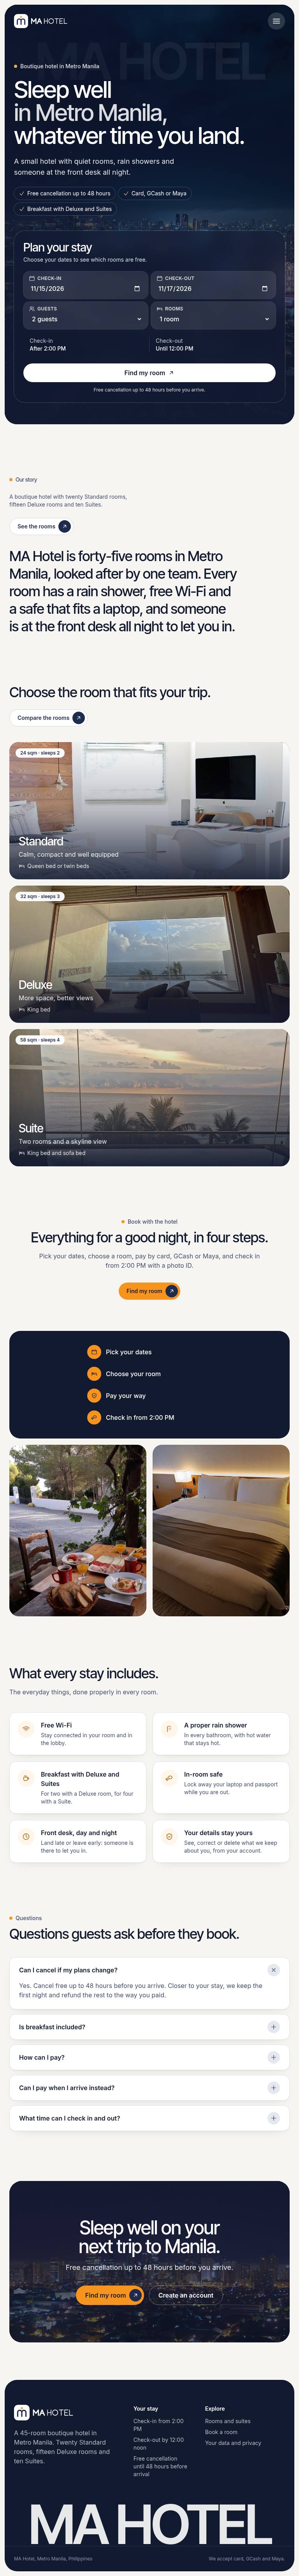 MA HOTEL
MA HOTEL
Boutique hotel in Metro Manila
Sleep well
in Metro Manila,
whatever time you land.
A small hotel with quiet rooms, rain showers and
someone at the front desk all night.
Free cancellation up to 48 hours
Card, GCash or Maya
Breakfast with Deluxe and Suites
Plan your stay
Choose your dates to see which rooms are free.
CHECK-IN
11/15/2026
CHECK-OUT
11/17/2026
GUESTS
2 guests
ROOMS
1 room
Check-in
After 2:00 PM
Check-out
Until 12:00 PM
Find my room
Free cancellation up to 48 hours before you arrive.
Our story
A boutique hotel with twenty Standard rooms,
fifteen Deluxe rooms and ten Suites.
See the rooms
MA Hotel is forty-five rooms in Metro
Manila, looked after by one team. Every
room has a rain shower, free Wi-Fi and
a safe that fits a laptop, and someone
is at the front desk all night to let you in.
Choose the room that fits your trip.
Compare the rooms
24 sqm · sleeps 2
Standard
Calm, compact and well equipped
Queen bed or twin beds
32 sqm · sleeps 3
Deluxe
More space, better views
King bed
58 sqm · sleeps 4
Suite
Two rooms and a skyline view
King bed and sofa bed
Book with the hotel
Everything for a good night, in four steps.
Pick your dates, choose a room, pay by card, GCash or Maya, and check in
from 2:00 PM with a photo ID.
Find my room
Pick your dates
Choose your room
Pay your way
Check in from 2:00 PM
What every stay includes.
The everyday things, done properly in every room.
Free Wi-Fi
Stay connected in your room and in
the lobby.
A proper rain shower
In every bathroom, with hot water
that stays hot.
Breakfast with Deluxe and
Suites
For two with a Deluxe room, for four
with a Suite.
In-room safe
Lock away your laptop and passport
while you are out.
Front desk, day and night
Land late or leave early: someone is
there to let you in.
Your details stay yours
See, correct or delete what we keep
about you, from your account.
Questions
Questions guests ask before they book.
Can I cancel if my plans change?
Yes. Cancel free up to 48 hours before you arrive. Closer to your stay, we keep the
first night and refund the rest to the way you paid.
Is breakfast included?
How can I pay?
Can I pay when I arrive instead?
What time can I check in and out?
Sleep well on your
next trip to Manila.
Free cancellation up to 48 hours before you arrive.
Find my room
Create an account
MA HOTEL
A 45-room boutique hotel in
Metro Manila. Twenty Standard
rooms, fifteen Deluxe rooms and
ten Suites.
Your stay
Check-in from 2:00
PM
Check-out by 12:00
noon
Free cancellation
until 48 hours before
arrival
Explore
Rooms and suites
Book a room
Your data and privacy
MA HOTEL
MA Hotel, Metro Manila, Philippines
We accept card, GCash and Maya.